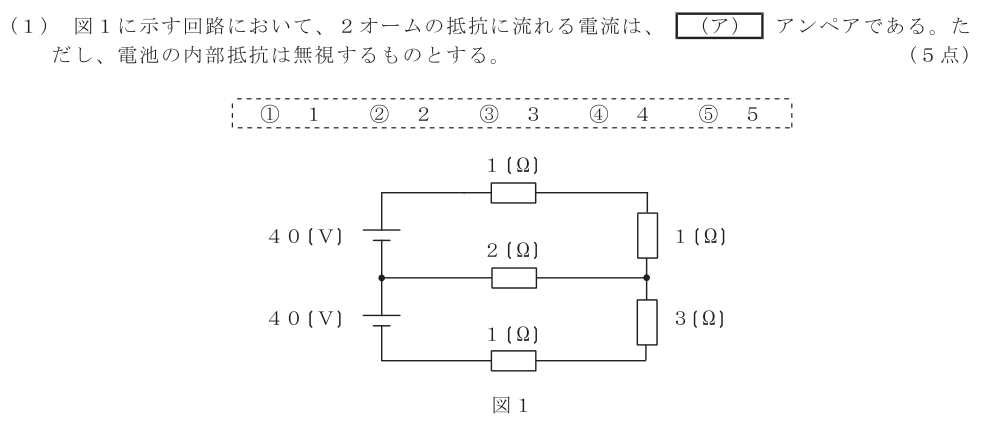 (1) 図1に示す回路において、2オームの抵抗に流れる電流は、 (ア) アンペアである。た
だし、電池の内部抵抗は無視するものとする。 (5点)
① 1 ② 2 ③ 3 ④ 4 ⑤ 5
1〔Ω〕
40〔V〕
1〔Ω〕
2〔Ω〕
40〔V〕
3〔Ω〕
1〔Ω〕
図1